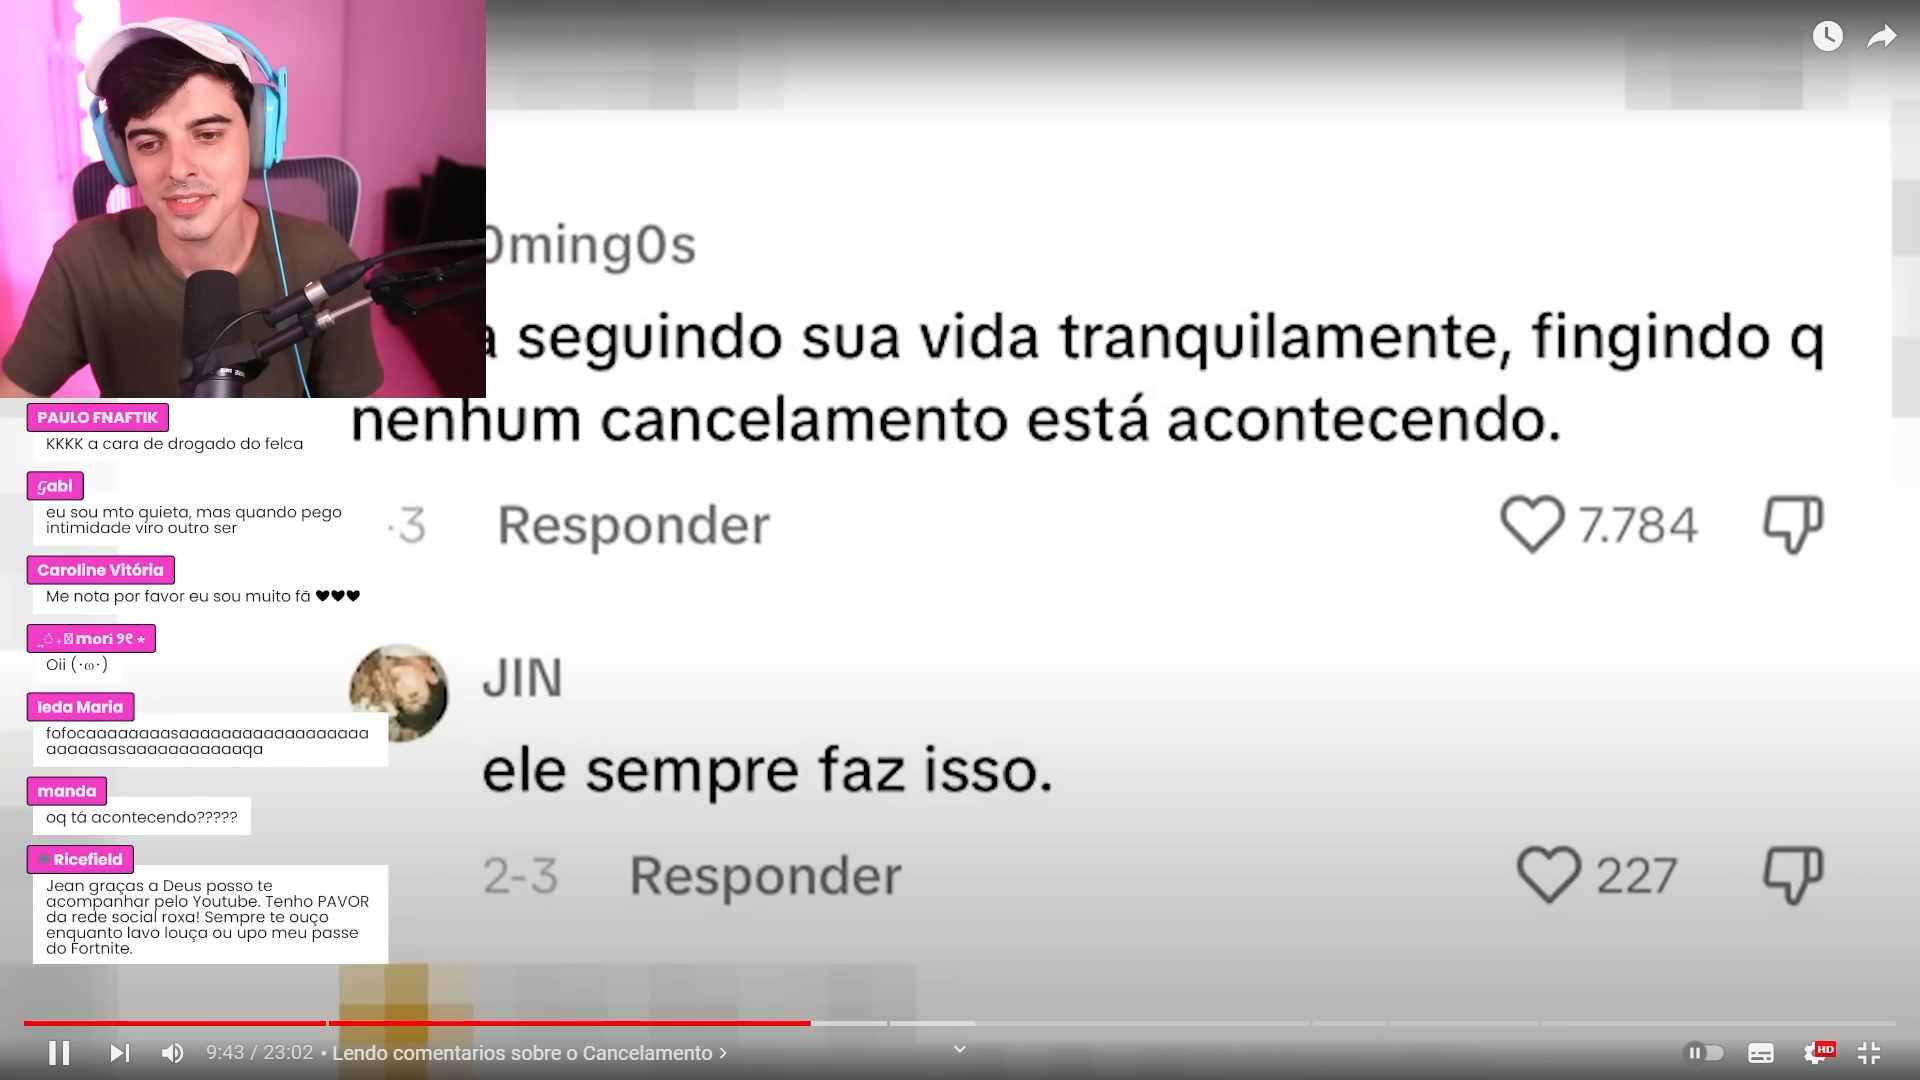 0ming0s
seguindo sua vida tranquilamente, fingindo q
nenhum cancelamento está acontecendo.
·3 Responder 7.784
JIN
ele sempre faz isso.
2-3 Responder 227
PAULO FNAFTIK
KKKK a cara de drogado do felca
Gabi
eu sou mto quieta, mas quando pego
intimidade viro outro ser
Caroline Vitória
Me nota por favor eu sou muito fã ♥♥♥
mori ୨୧ ⋆
Oii (･ω･)
Ieda Maria
fofocaaaaaaaasaaaaaaaaaaaaaaaaaa
aaaaasasaaaaaaaaaaaaqa
manda
oq tá acontecendo?????
Ricefield
Jean graças a Deus posso te
acompanhar pelo Youtube. Tenho PAVOR
da rede social roxa! Sempre te ouço
enquanto lavo louça ou upo meu passe
do Fortnite.
9:43 / 23:02 • Lendo comentarios sobre o Cancelamento ›
HD